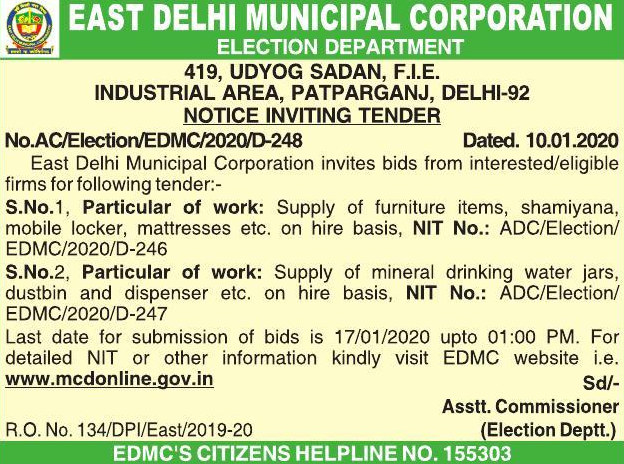 EAST DELHI MUNICIPAL CORPORATION
ELECTION DEPARTMENT
419, UDYOG SADAN, F.I.E.
INDUSTRIAL AREA, PATPARGANJ, DELHI-92
NOTICE INVITING TENDER
No.AC/Election/EDMC/2020/D-248 Dated. 10.01.2020
East Delhi Municipal Corporation invites bids from interested/eligible
firms for following tender:-
S.No.1, Particular of work: Supply of furniture items, shamiyana,
mobile locker, mattresses etc. on hire basis, NIT No.: ADC/Election/
EDMC/2020/D-246
S.No.2, Particular of work: Supply of mineral drinking water jars,
dustbin and dispenser etc. on hire basis, NIT No.: ADC/Election/
EDMC/2020/D-247
Last date for submission of bids is 17/01/2020 upto 01:00 PM. For
detailed NIT or other information kindly visit EDMC website i.e.
www.mcdonline.gov.in Sd/-
Asstt. Commissioner
R.O. No. 134/DPI/East/2019-20 (Election Deptt.)
EDMC'S CITIZENS HELPLINE NO. 155303